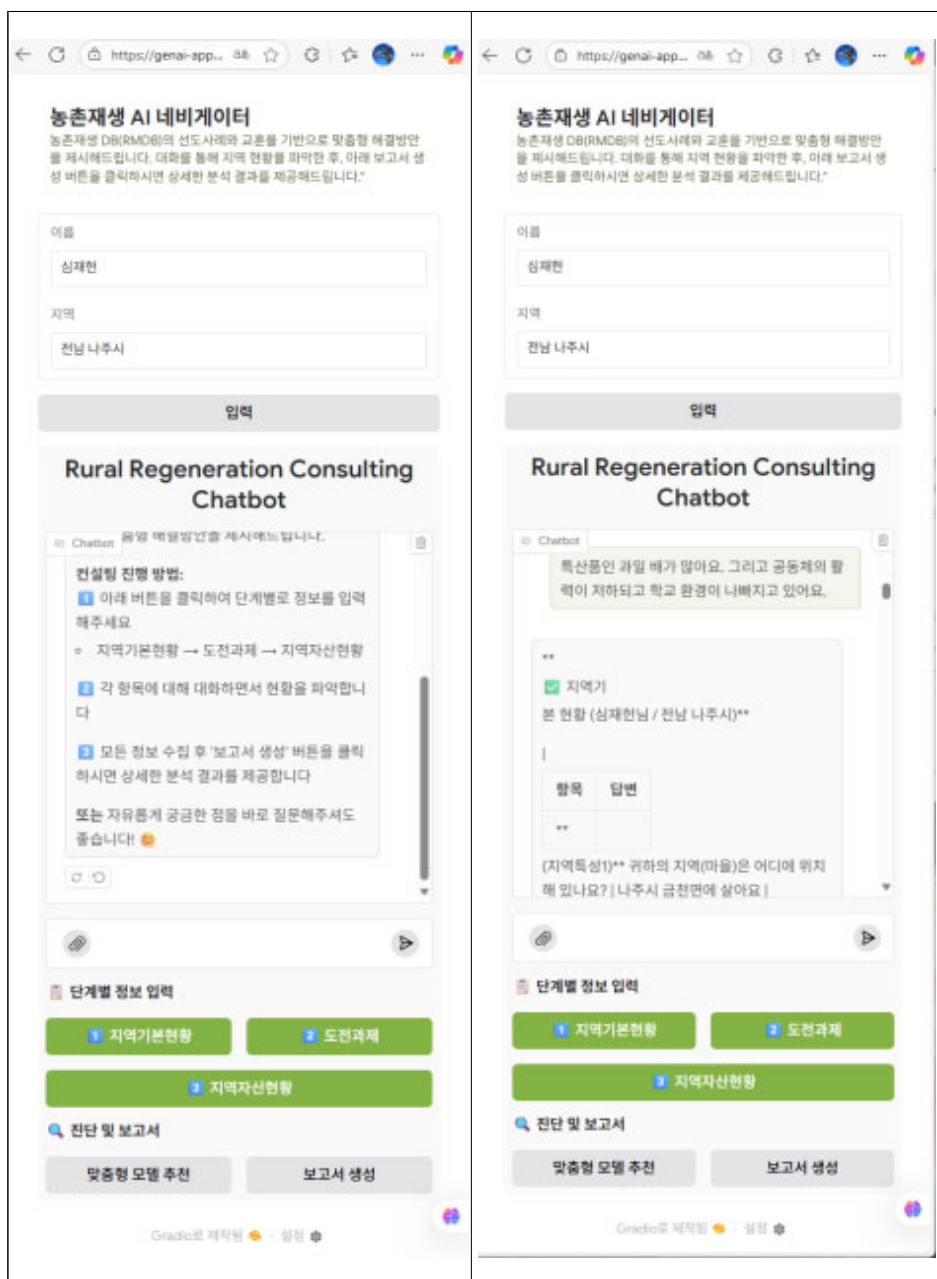 https://genai-app...
농촌재생 AI 네비게이터
농촌재생 DB(RMDB)의 선도사례와 교훈을 기반으로 맞춤형 해결방안
을 제시해드립니다. 대화를 통해 지역 현황을 파악한 후, 아래 보고서 생
성 버튼을 클릭하시면 상세한 분석 결과를 제공해드립니다."
이름
심재현
지역
전남 나주시
입력
Rural Regeneration Consulting
Chatbot
Chatbot
해결방안을 제시해드립니다.
컨설팅 진행 방법:
1 아래 버튼을 클릭하여 단계별로 정보를 입력
해주세요
지역기본현황 → 도전과제 → 지역자산현황
2 각 항목에 대해 대화하면서 현황을 파악합니
다
3 모든 정보 수집 후 '보고서 생성' 버튼을 클릭
하시면 상세한 분석 결과를 제공합니다
또는 자유롭게 궁금한 점을 바로 질문해주셔도
좋습니다! 😊
단계별 정보 입력
1 지역기본현황
2 도전과제
3 지역자산현황
진단 및 보고서
맞춤형 모델 추천
보고서 생성
Gradio로 제작됨 · 설정
https://genai-app...
농촌재생 AI 네비게이터
농촌재생 DB(RMDB)의 선도사례와 교훈을 기반으로 맞춤형 해결방안
을 제시해드립니다. 대화를 통해 지역 현황을 파악한 후, 아래 보고서 생
성 버튼을 클릭하시면 상세한 분석 결과를 제공해드립니다."
이름
심재현
지역
전남 나주시
입력
Rural Regeneration Consulting
Chatbot
Chatbot
특산품인 과일 배가 많아요. 그리고 공동체의 활
력이 저하되고 학교 환경이 나빠지고 있어요.
**
✅ 지역기
본 현황 (심재현님 / 전남 나주시)**
|
항목 답변
**
(지역특성1)** 귀하의 지역(마을)은 어디에 위치
해 있나요? | 나주시 금천면에 살아요 |
단계별 정보 입력
1 지역기본현황
2 도전과제
3 지역자산현황
진단 및 보고서
맞춤형 모델 추천
보고서 생성
Gradio로 제작됨 · 설정